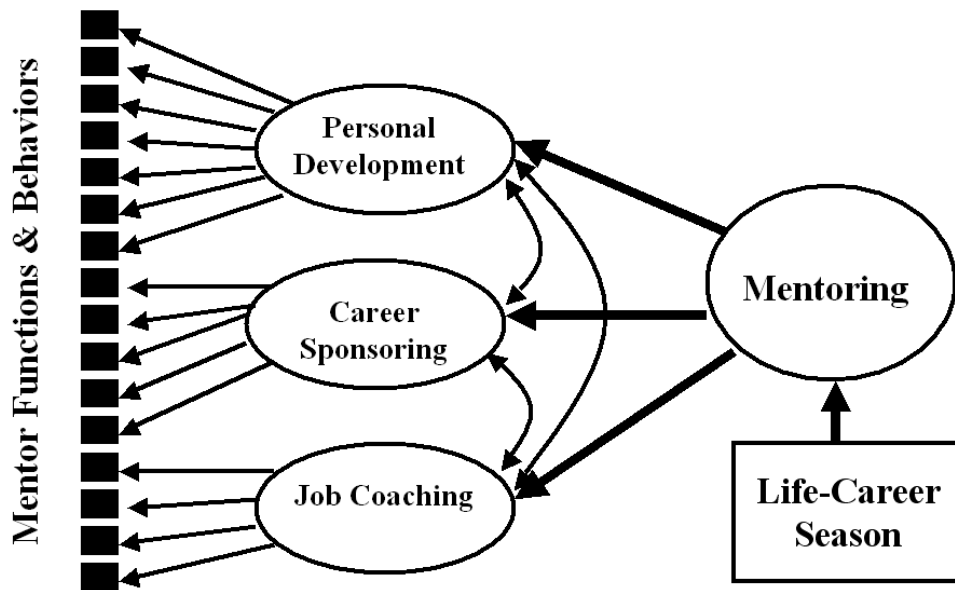 Mentor Functions & Behaviors
Personal
Development
Career
Sponsoring
Job Coaching
Mentoring
Life-Career
Season